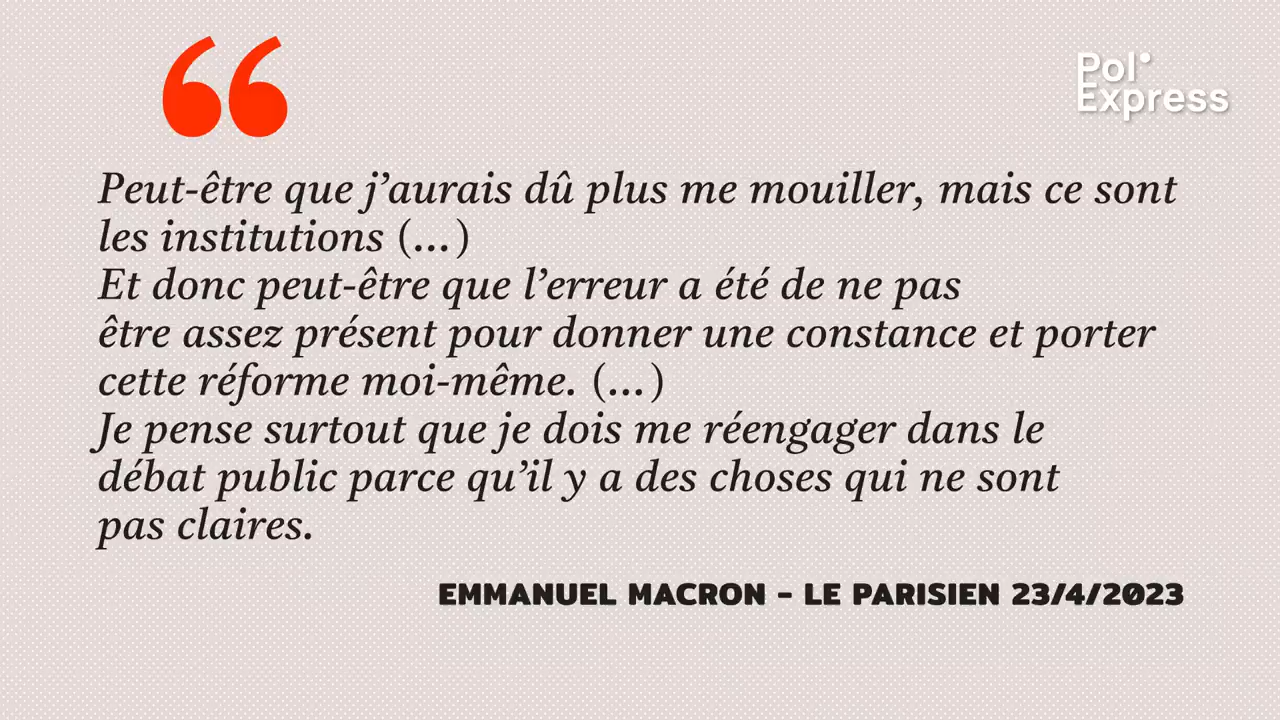 “
Pol'
Express
Peut-être que j’aurais dû plus me mouiller, mais ce sont
les institutions (…)
Et donc peut-être que l’erreur a été de ne pas
être assez présent pour donner une constance et porter
cette réforme moi-même. (…)
Je pense surtout que je dois me réengager dans le
débat public parce qu’il y a des choses qui ne sont
pas claires.
EMMANUEL MACRON - LE PARISIEN 23/4/2023